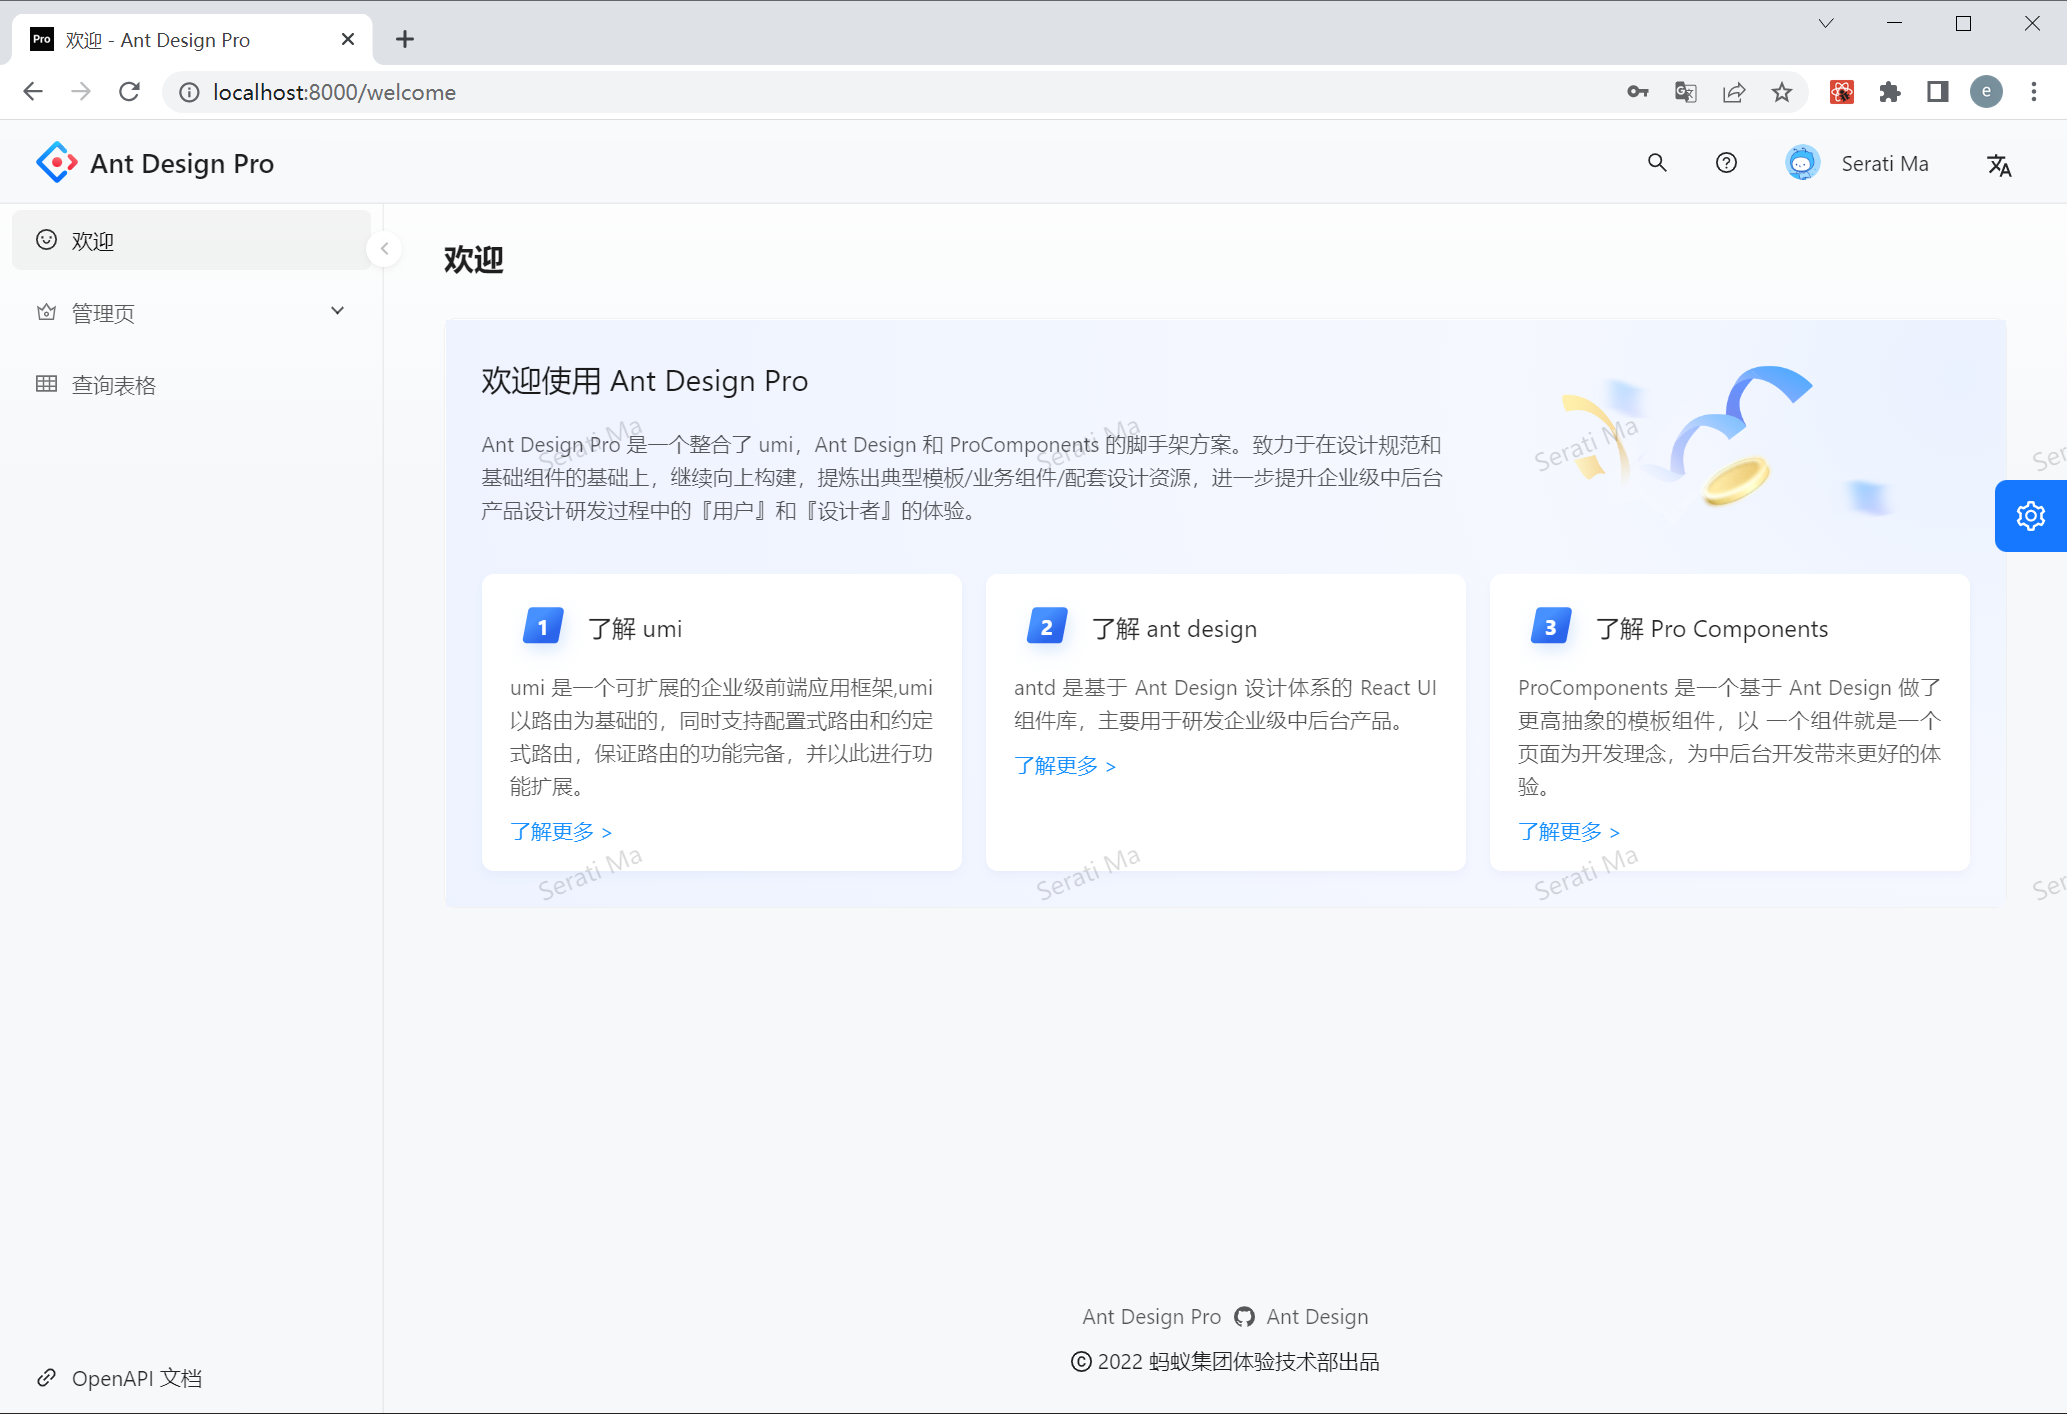 Pro 欢迎 - Ant Design Pro
localhost:8000/welcome
e
Ant Design Pro
Serati Ma
欢迎
管理页
查询表格
OpenAPI 文档
欢迎
欢迎使用 Ant Design Pro
Ant Design Pro 是一个整合了 umi，Ant Design 和 ProComponents 的脚手架方案。致力于在设计规范和
基础组件的基础上，继续向上构建，提炼出典型模板/业务组件/配套设计资源，进一步提升企业级中后台
产品设计研发过程中的『用户』和『设计者』的体验。
Serati Ma
Serati Ma
Serati Ma
Ser
1 了解 umi
umi 是一个可扩展的企业级前端应用框架,umi
以路由为基础的，同时支持配置式路由和约定
式路由，保证路由的功能完备，并以此进行功
能扩展。
了解更多 >
2 了解 ant design
antd 是基于 Ant Design 设计体系的 React UI
组件库，主要用于研发企业级中后台产品。
了解更多 >
3 了解 Pro Components
ProComponents 是一个基于 Ant Design 做了
更高抽象的模板组件，以 一个组件就是一个
页面为开发理念，为中后台开发带来更好的体
验。
了解更多 >
Serati Ma
Serati Ma
Serati Ma
Ser
Ant Design Pro Ant Design
© 2022 蚂蚁集团体验技术部出品